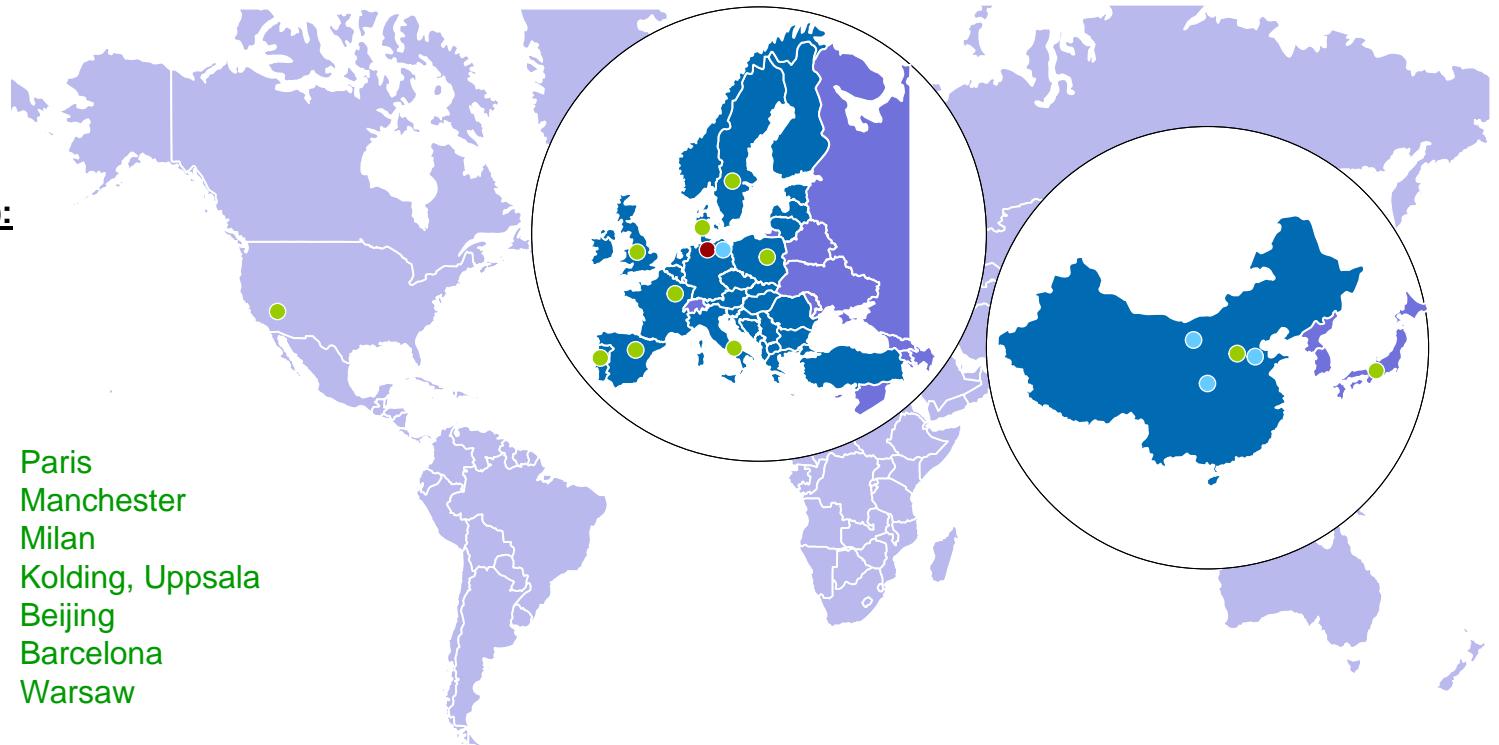 Paris
Manchester
Milan
Kolding, Uppsala
Beijing
Barcelona
Warsaw